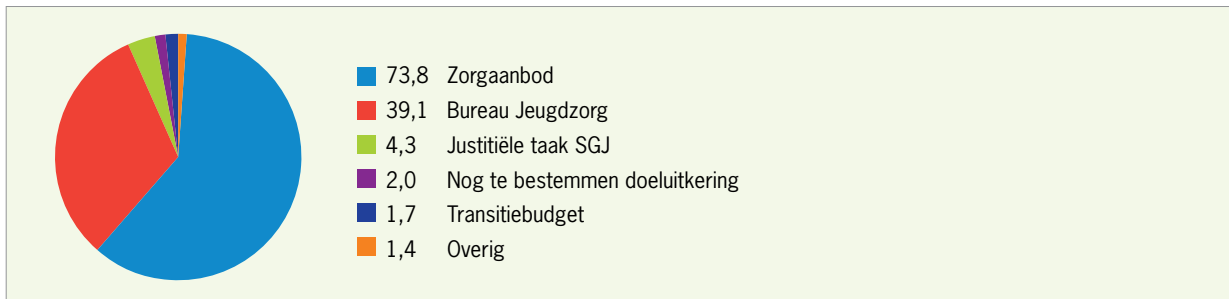 73,8 Zorgaanbod
39,1 Bureau Jeugdzorg
4,3 Justitiële taak SGJ
2,0 Nog te bestemmen doeluitkering
1,7 Transitiebudget
1,4 Overig